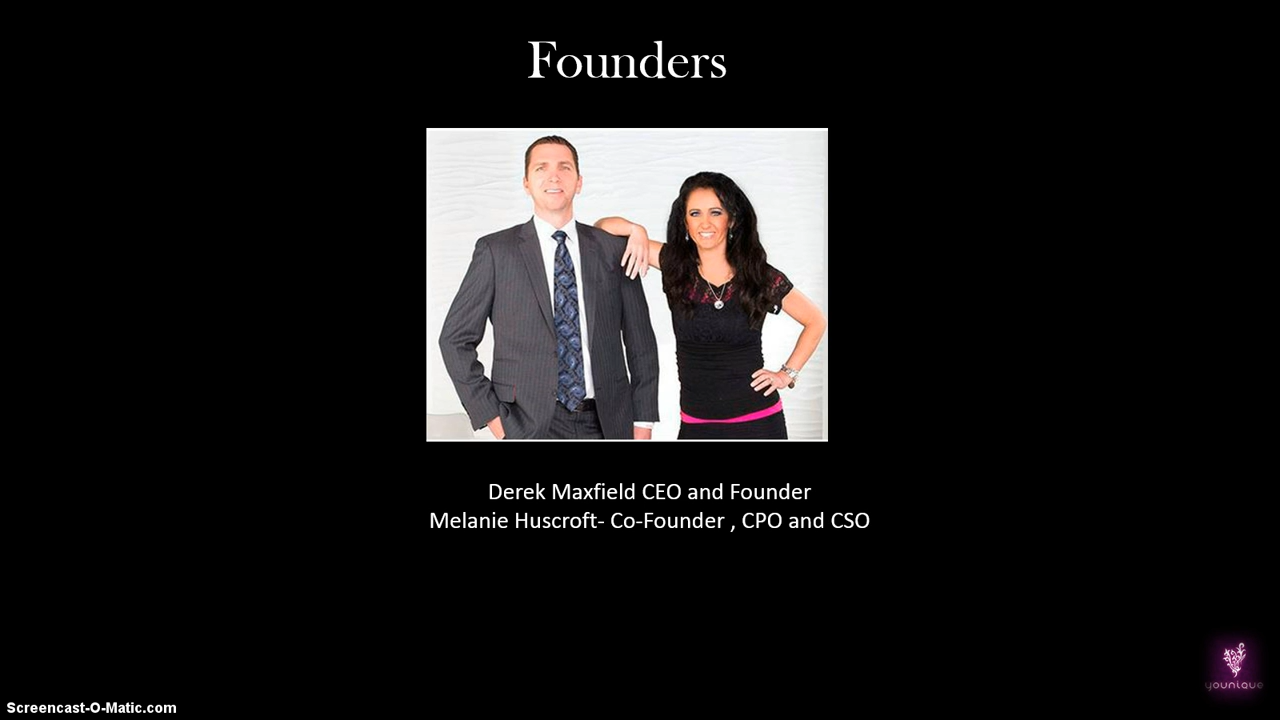 Founders
Derek Maxfield CEO and Founder
Melanie Huscroft- Co-Founder , CPO and CSO
younique
Screencast-O-Matic.com